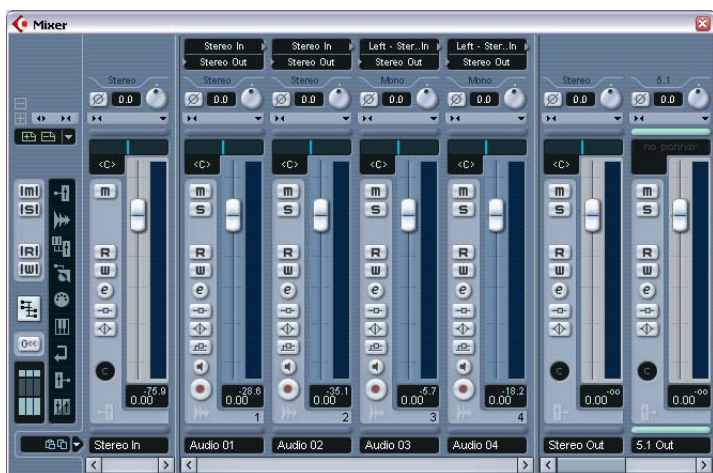 Mixer
Stereo In Stereo In Left - Ster..In Left - Ster..In
Stereo Out Stereo Out Stereo Out Stereo Out
Stereo Stereo Stereo Mono Mono Stereo 5.1
0.0 0.0 0.0 0.0 0.0 0.0 0.0
no panner
<C> <C> <C> <C> <C> <C>
m m m m m m m
S S S S
R R R R R R R
W W W W W W W
e e e e e e e
C C C
-75.9 -28.6 -35.1 -5.7 -18.2 -oo -oo
0.00 0.00 0.00 0.00 0.00 0.00 0.00
1 2 3 4
Stereo In Audio 01 Audio 02 Audio 03 Audio 04 Stereo Out 5.1 Out